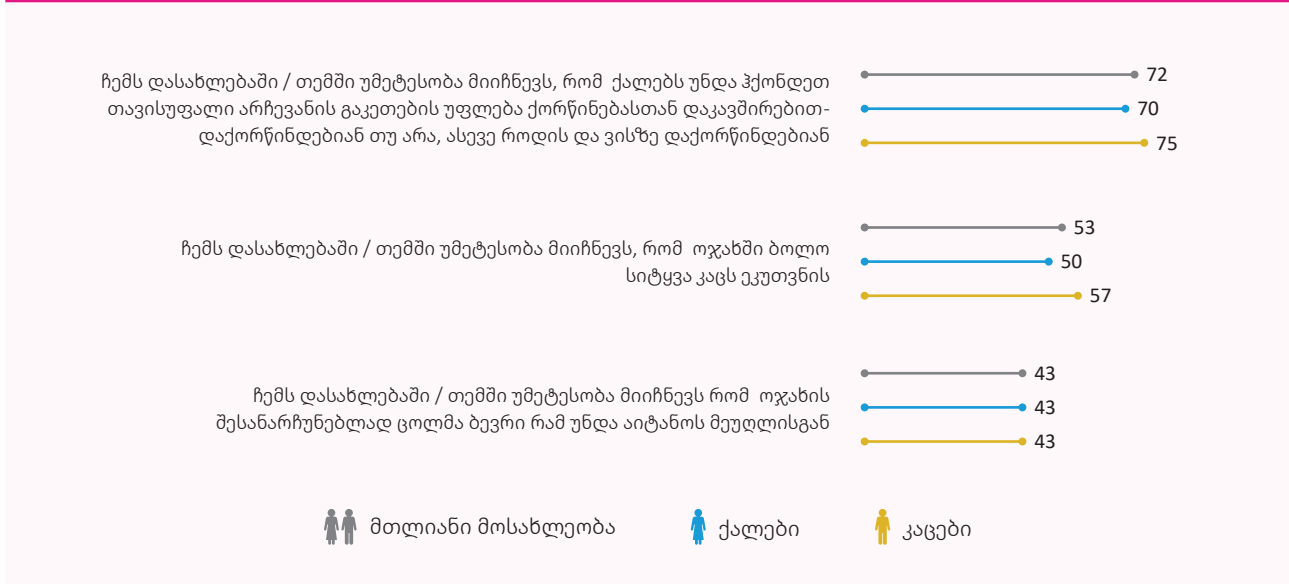 ჩემს დასახლებაში / თემში უმეტესობა მიიჩნევს, რომ ქალებს უნდა ჰქონდეთ
თავისუფალი არჩევანის გაკეთების უფლება ქორწინებასთან დაკავშირებით-
დაქორწინდებიან თუ არა, ასევე როდის და ვისზე დაქორწინდებიან
72
70
75
ჩემს დასახლებაში / თემში უმეტესობა მიიჩნევს, რომ ოჯახში ბოლო
სიტყვა კაცს ეკუთვნის
53
50
57
ჩემს დასახლებაში / თემში უმეტესობა მიიჩნევს რომ ოჯახის
შესანარჩუნებლად ცოლმა ბევრი რამ უნდა აიტანოს მეუღლისგან
43
43
43
მთლიანი მოსახლეობა
ქალები
კაცები